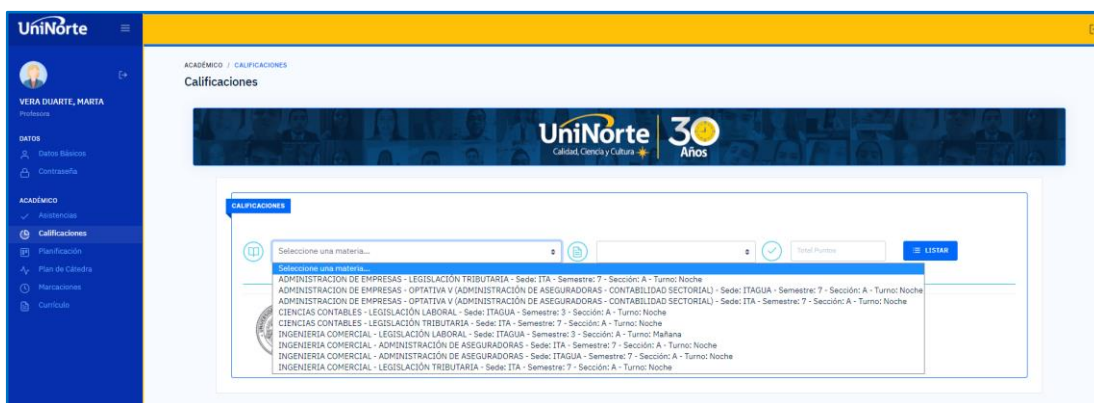 UniNorte
VERA DUARTE, MARTA
Profesora
DATOS
Datos Básicos
Contraseña
ACADÉMICO
Asistencias
Calificaciones
Planificación
Plan de Cátedra
Marcaciones
Currículo
ACADÉMICO / CALIFICACIONES
Calificaciones
UniNorte
Calidad, Ciencia y Cultura
30
Años
CALIFICACIONES
Seleccione una materia...
Total Puntos
LISTAR
Seleccione una materia...
ADMINISTRACION DE EMPRESAS - LEGISLACIÓN TRIBUTARIA - Sede: ITA - Semestre: 7 - Sección: A - Turno: Noche
ADMINISTRACION DE EMPRESAS - OPTATIVA V (ADMINISTRACIÓN DE ASEGURADORAS - CONTABILIDAD SECTORIAL) - Sede: ITAGUA - Semestre: 7 - Sección: A - Turno: Noche
ADMINISTRACION DE EMPRESAS - OPTATIVA V (ADMINISTRACIÓN DE ASEGURADORAS - CONTABILIDAD SECTORIAL) - Sede: ITA - Semestre: 7 - Sección: A - Turno: Noche
CIENCIAS CONTABLES - LEGISLACIÓN LABORAL - Sede: ITAGUA - Semestre: 3 - Sección: A - Turno: Noche
CIENCIAS CONTABLES - LEGISLACIÓN TRIBUTARIA - Sede: ITA - Semestre: 7 - Sección: A - Turno: Noche
INGENIERIA COMERCIAL - LEGISLACIÓN LABORAL - Sede: ITAGUA - Semestre: 3 - Sección: A - Turno: Mañana
INGENIERIA COMERCIAL - ADMINISTRACIÓN DE ASEGURADORAS - Sede: ITA - Semestre: 7 - Sección: A - Turno: Noche
INGENIERIA COMERCIAL - ADMINISTRACIÓN DE ASEGURADORAS - Sede: ITAGUA - Semestre: 7 - Sección: A - Turno: Noche
INGENIERIA COMERCIAL - LEGISLACIÓN TRIBUTARIA - Sede: ITA - Semestre: 7 - Sección: A - Turno: Noche